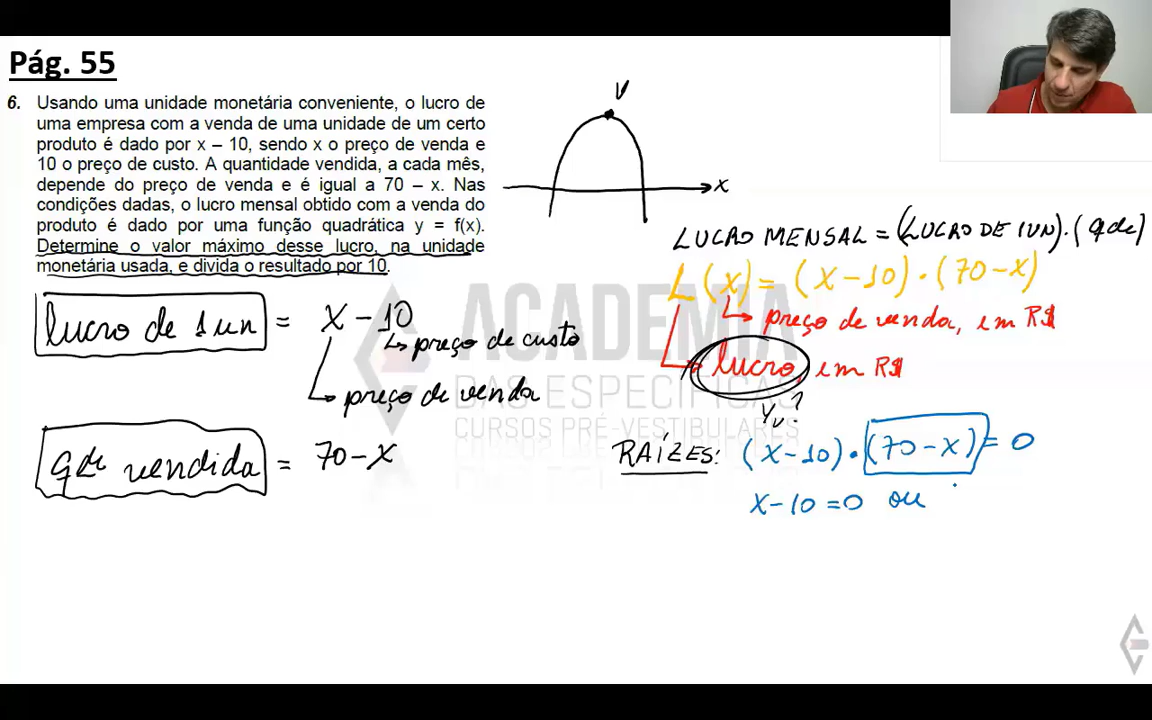 Pág. 55
6. Usando uma unidade monetária conveniente, o lucro de
uma empresa com a venda de uma unidade de um certo
produto é dado por x – 10, sendo x o preço de venda e
10 o preço de custo. A quantidade vendida, a cada mês,
depende do preço de venda e é igual a 70 – x. Nas
condições dadas, o lucro mensal obtido com a venda do
produto é dado por uma função quadrática y = f(x).
Determine o valor máximo desse lucro, na unidade
monetária usada, e divida o resultado por 10.
V
x
lucro de 1 un = x – 10
preço de custo
preço de venda
qde vendida = 70 – x
LUCRO MENSAL = (LUCRO DE 1UN) · (qde)
L(x) = (x – 10) · (70 – x)
preço de venda, em R$
lucro, em R$
Yv?
RAÍZES: (x – 10) · (70 – x) = 0
x – 10 = 0 ou
ACADEMIA
DAS ESPECÍFICAS
CURSOS PRÉ-VESTIBULARES